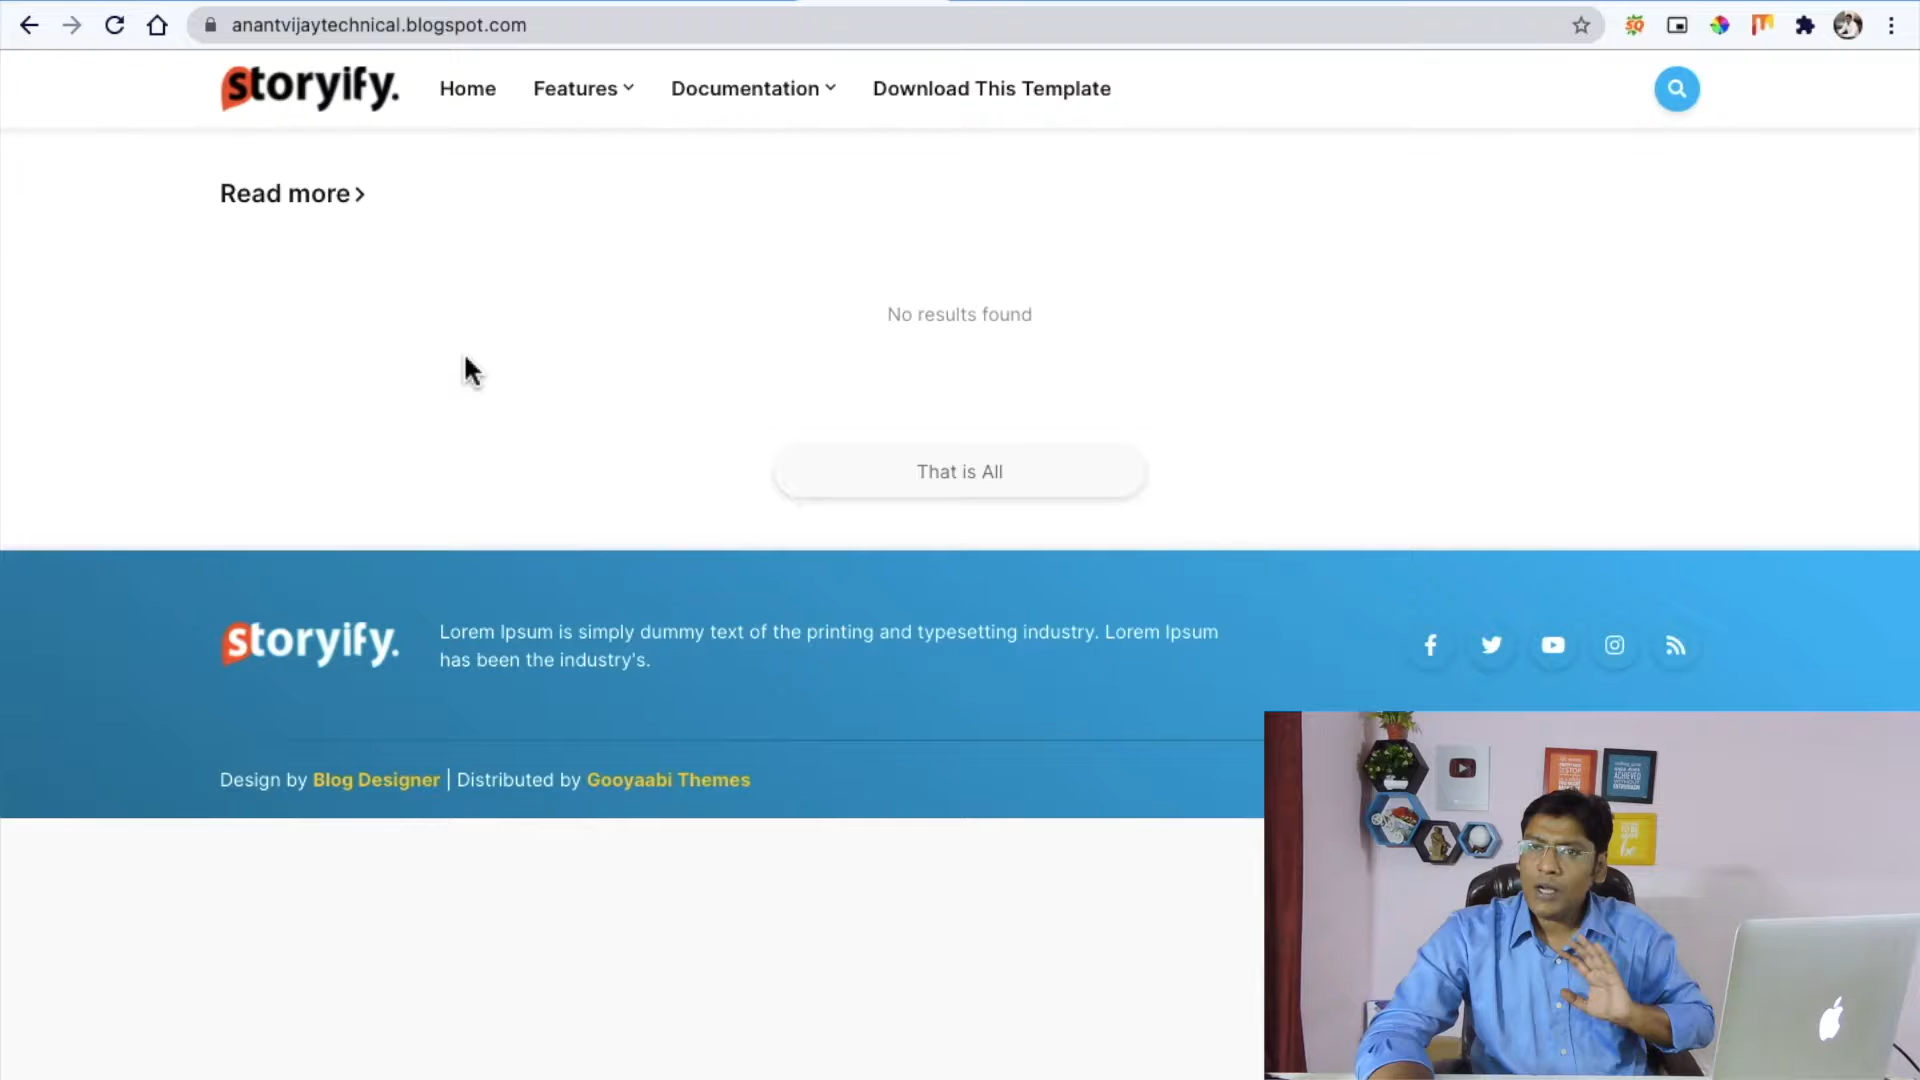 anantvijaytechnical.blogspot.com
storyify.
Home
Features
Documentation
Download This Template
Read more
No results found
That is All
storyify.
Lorem Ipsum is simply dummy text of the printing and typesetting industry. Lorem Ipsum
has been the industry's.
Design by Blog Designer | Distributed by Gooyaabi Themes